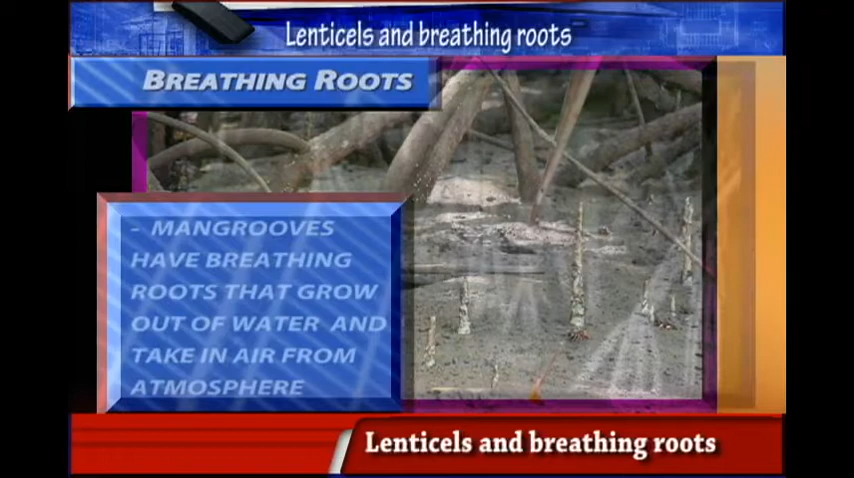 Lenticels and breathing roots
BREATHING ROOTS
- MANGROOVES
HAVE BREATHING
ROOTS THAT GROW
OUT OF WATER AND
TAKE IN AIR FROM
ATMOSPHERE
Lenticels and breathing roots